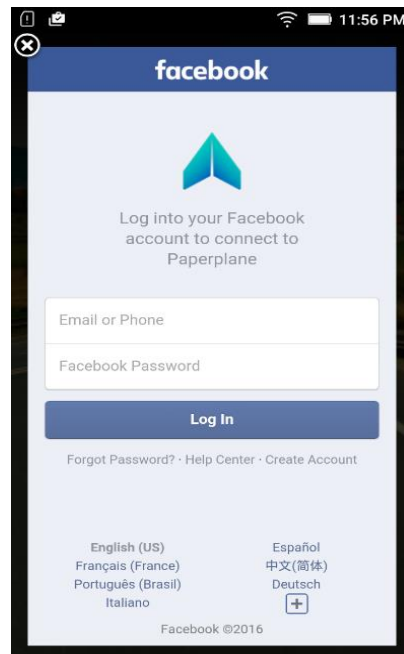 11:56 PM
facebook
Log into your Facebook
account to connect to
Paperplane
Email or Phone
Facebook Password
Log In
Forgot Password? · Help Center · Create Account
English (US)
Español
Français (France)
中文(简体)
Português (Brasil)
Deutsch
Italiano
Facebook ©2016